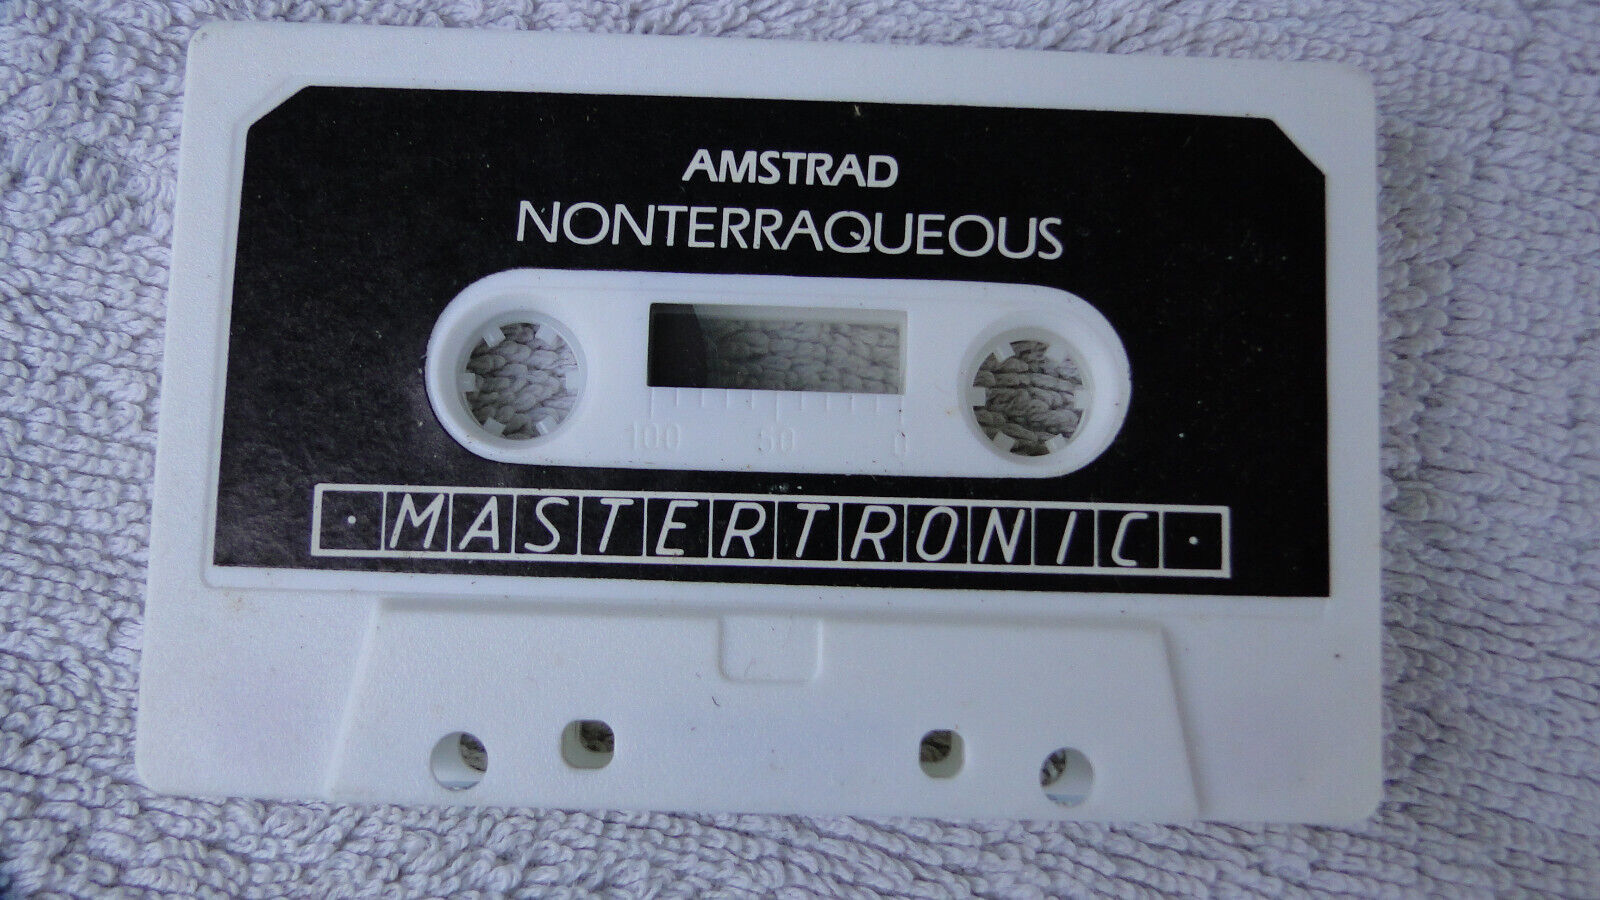 AMSTRAD
NONTERRAQUEOUS
100 50 0
· MASTERTRONIC ·